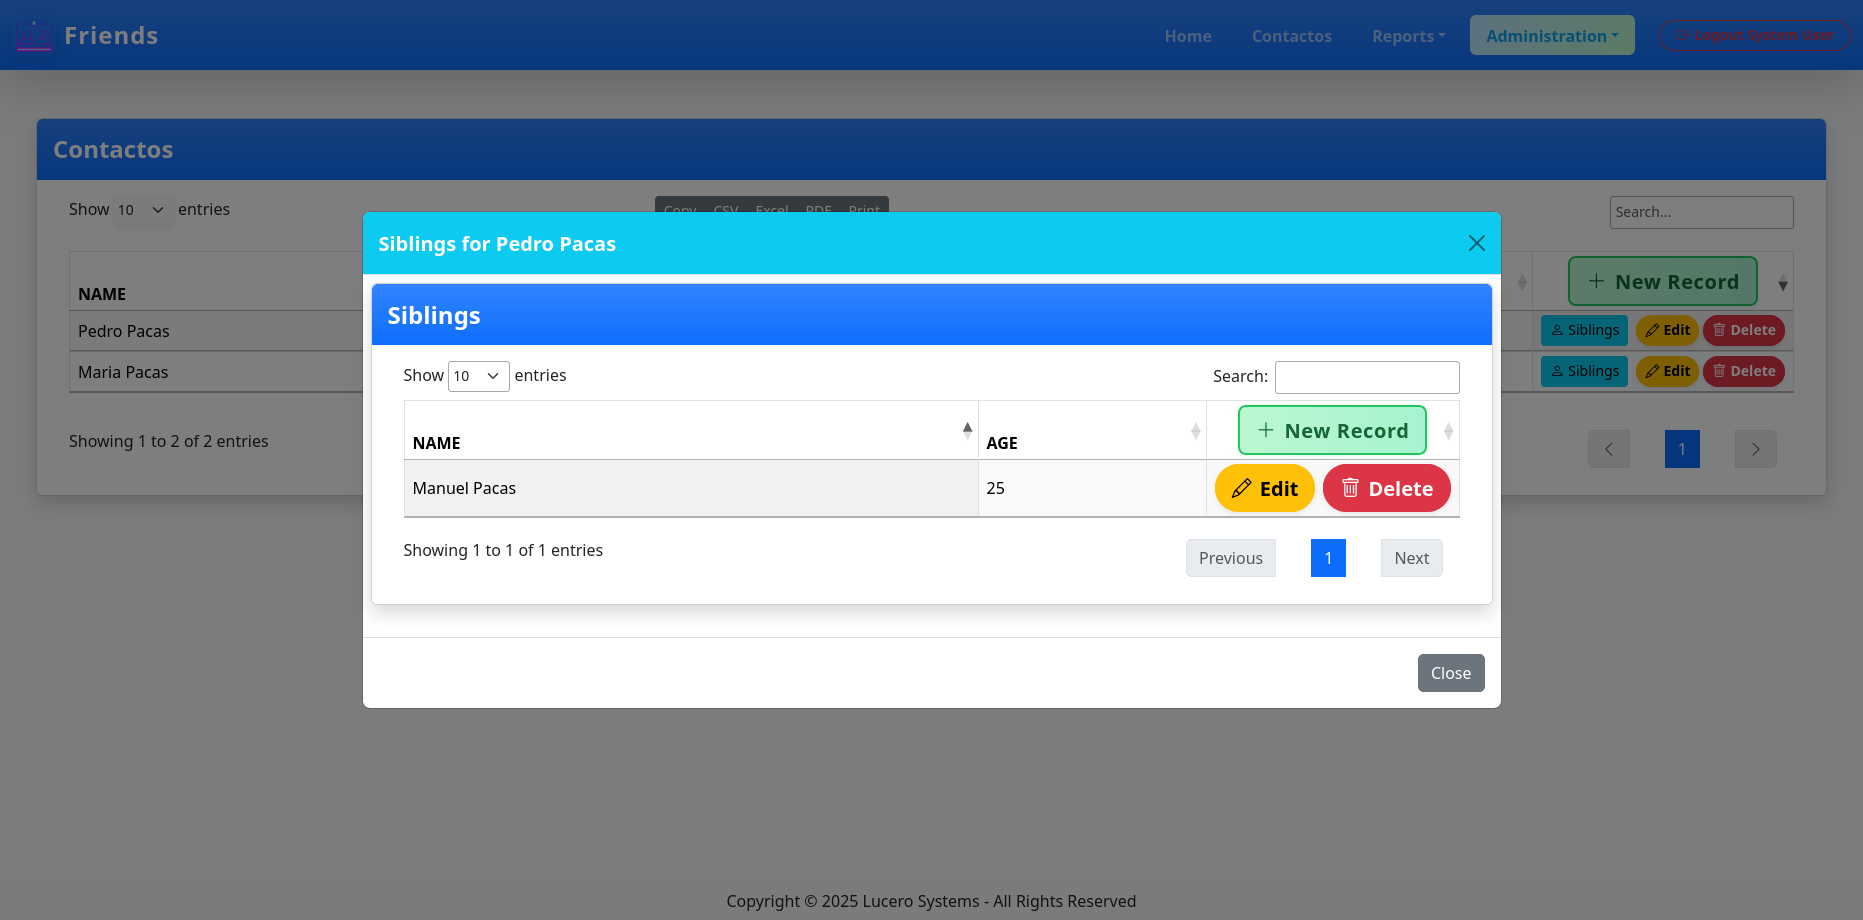 Friends
Home Contactos Reports Administration Logout System User
Contactos
Show 10 entries
Copy CSV Excel PDF Print
Search...
NAME
New Record
Pedro Pacas
Siblings Edit Delete
Maria Pacas
Siblings Edit Delete
Showing 1 to 2 of 2 entries
1
Siblings for Pedro Pacas
Siblings
Show 10 entries
Search:
NAME AGE New Record
Manuel Pacas 25 Edit Delete
Showing 1 to 1 of 1 entries
Previous 1 Next
Close
Copyright © 2025 Lucero Systems - All Rights Reserved